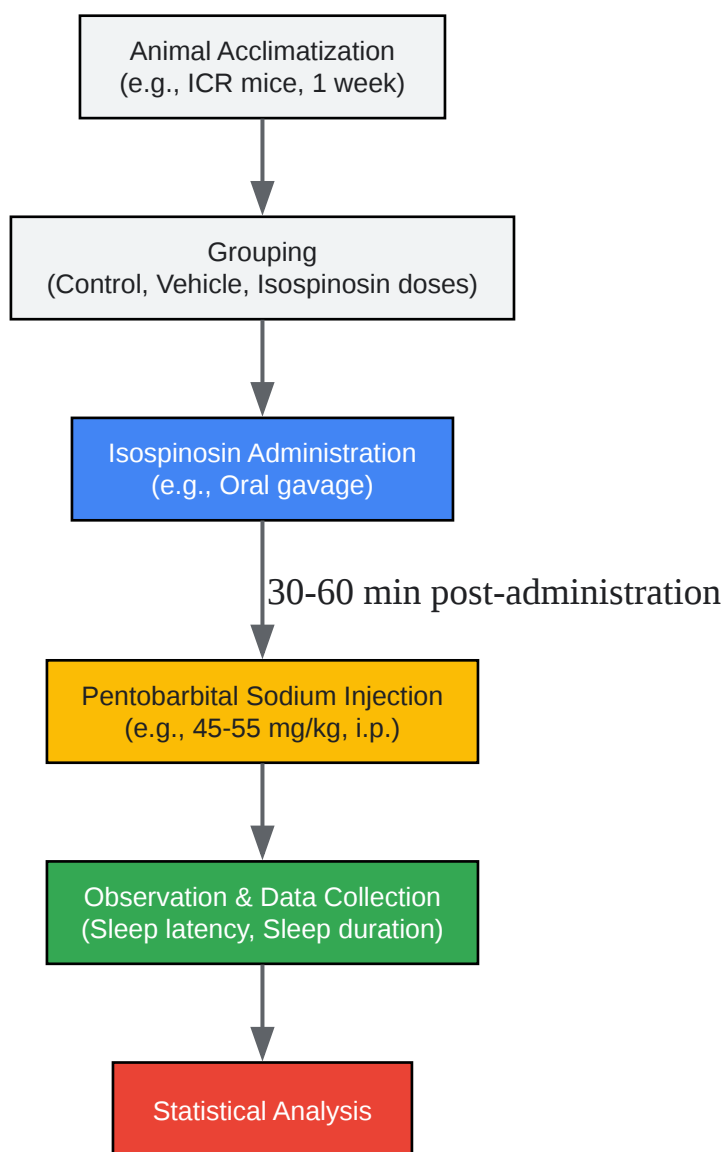 Animal Acclimatization
(e.g., ICR mice, 1 week)
Grouping
(Control, Vehicle, Isospinosin doses)
Isospinosin Administration
(e.g., Oral gavage)
30-60 min post-administration
Pentobarbital Sodium Injection
(e.g., 45-55 mg/kg, i.p.)
Observation & Data Collection
(Sleep latency, Sleep duration)
Statistical Analysis